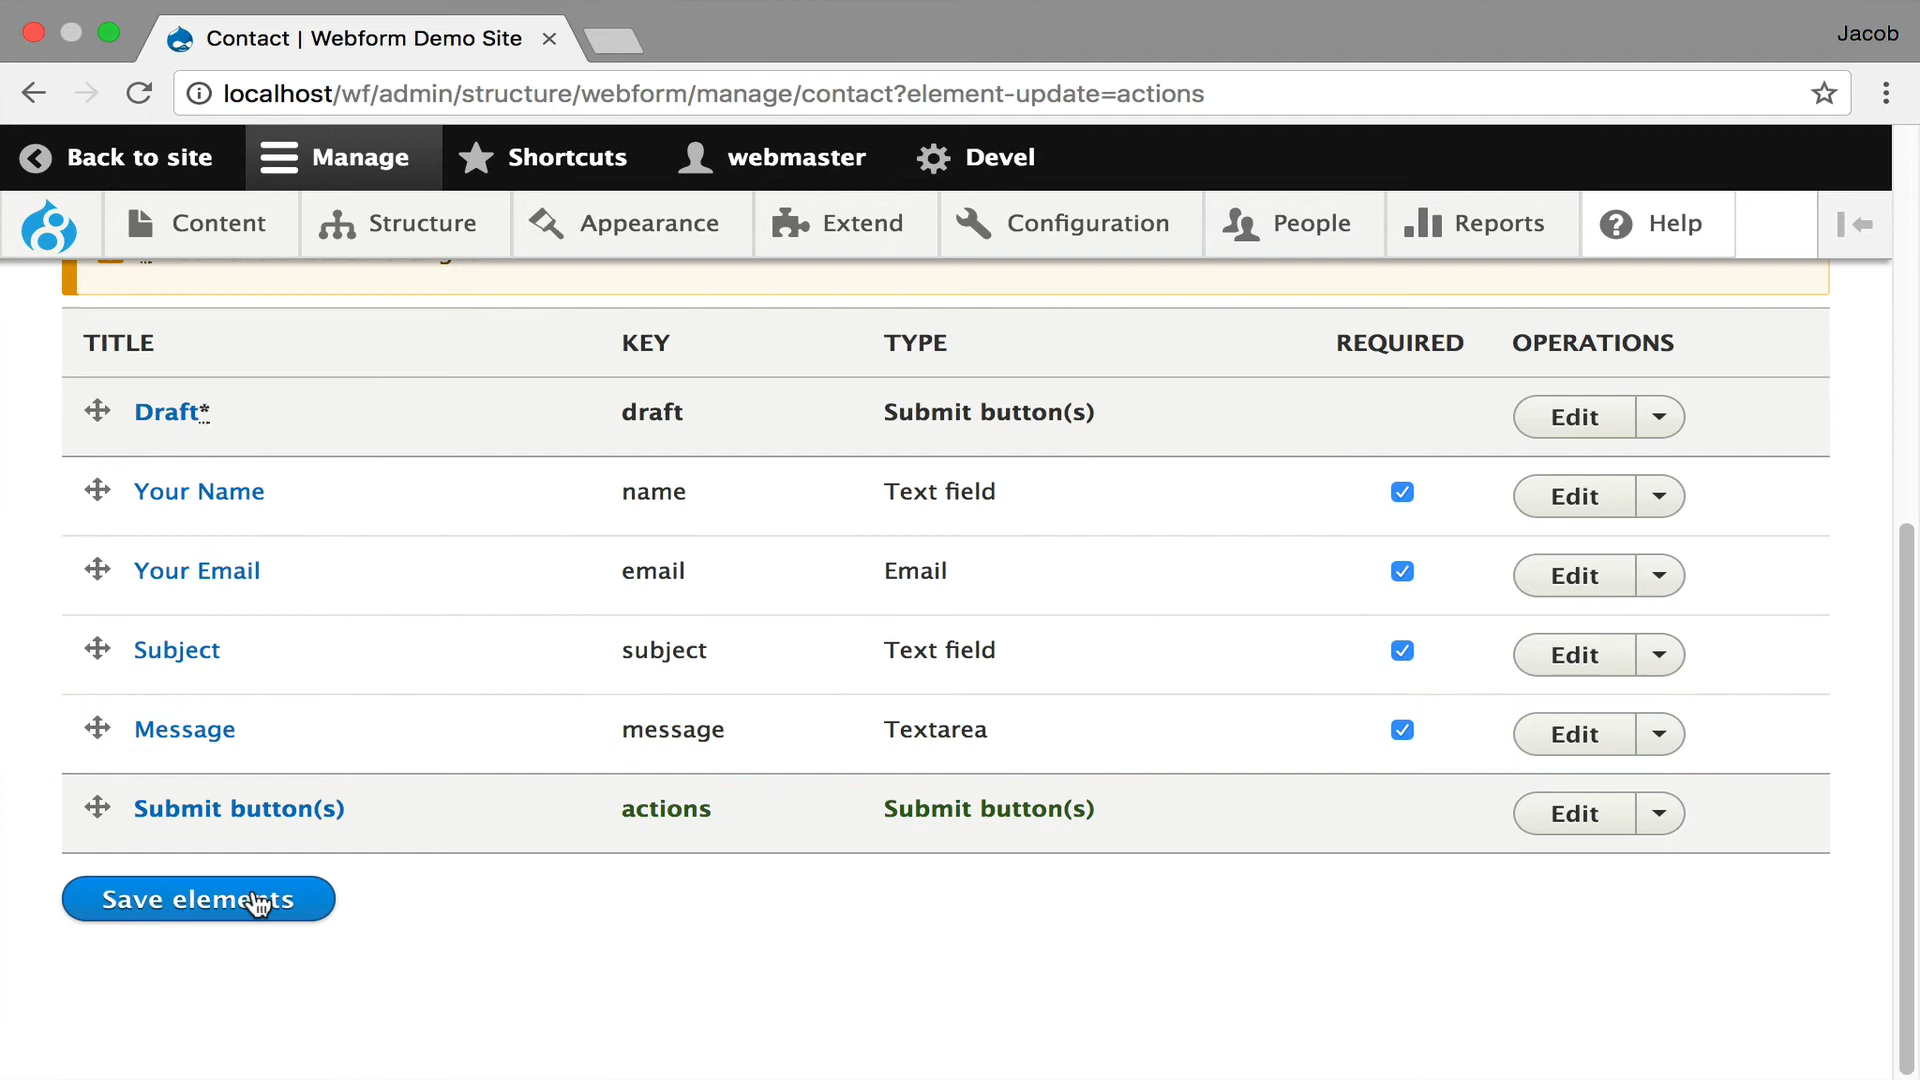 Contact | Webform Demo Site
Jacob
localhost/wf/admin/structure/webform/manage/contact?element-update=actions
Back to site Manage Shortcuts webmaster Devel
Content Structure Appearance Extend Configuration People Reports Help
TITLE KEY TYPE REQUIRED OPERATIONS
Draft* draft Submit button(s) Edit
Your Name name Text field Edit
Your Email email Email Edit
Subject subject Text field Edit
Message message Textarea Edit
Submit button(s) actions Submit button(s) Edit
Save elements